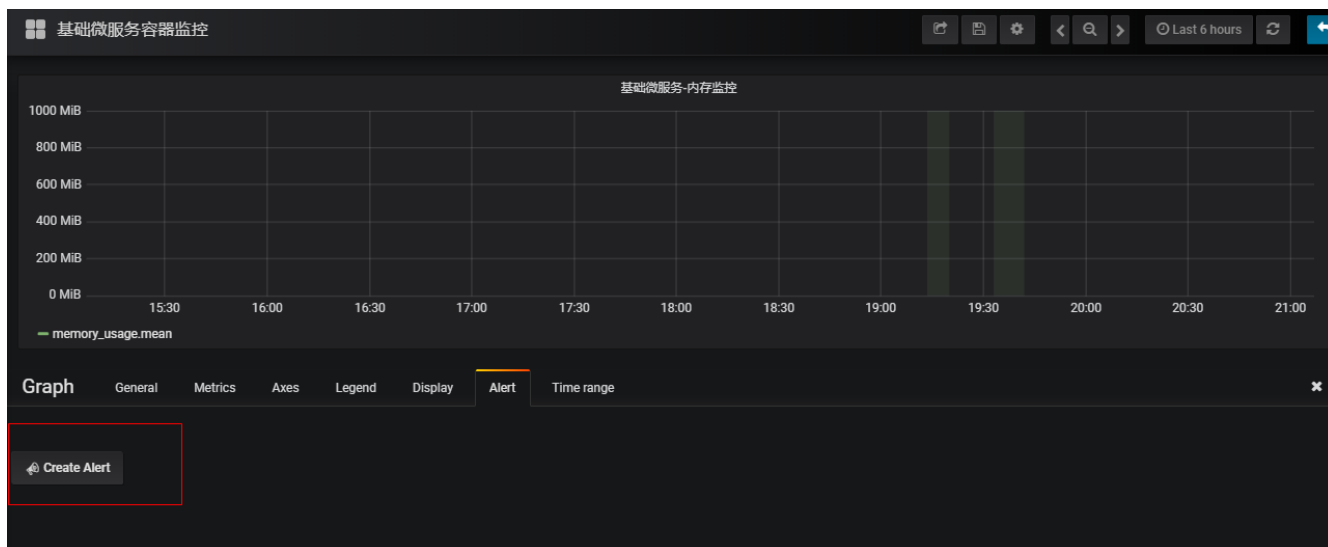 基础微服务容器监控
Last 6 hours
基础微服务-内存监控
1000 MiB
800 MiB
600 MiB
400 MiB
200 MiB
0 MiB
15:30 16:00 16:30 17:00 17:30 18:00 18:30 19:00 19:30 20:00 20:30 21:00
memory_usage.mean
Graph General Metrics Axes Legend Display Alert Time range
Create Alert